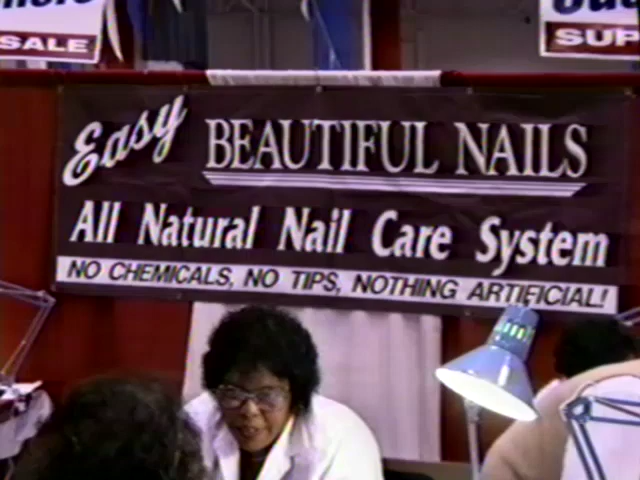 SALE
SUP
Easy BEAUTIFUL NAILS
All Natural Nail Care System
NO CHEMICALS, NO TIPS, NOTHING ARTIFICIAL!